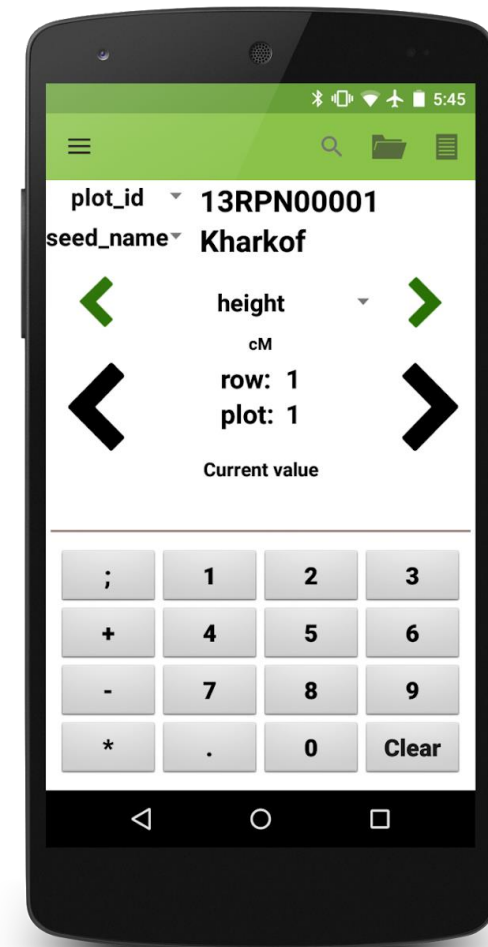 5:45
plot_id 13RPN00001
seed_name Kharkof
height
cM
row: 1
plot: 1
Current value
; 1 2 3
+ 4 5 6
- 7 8 9
* . 0 Clear